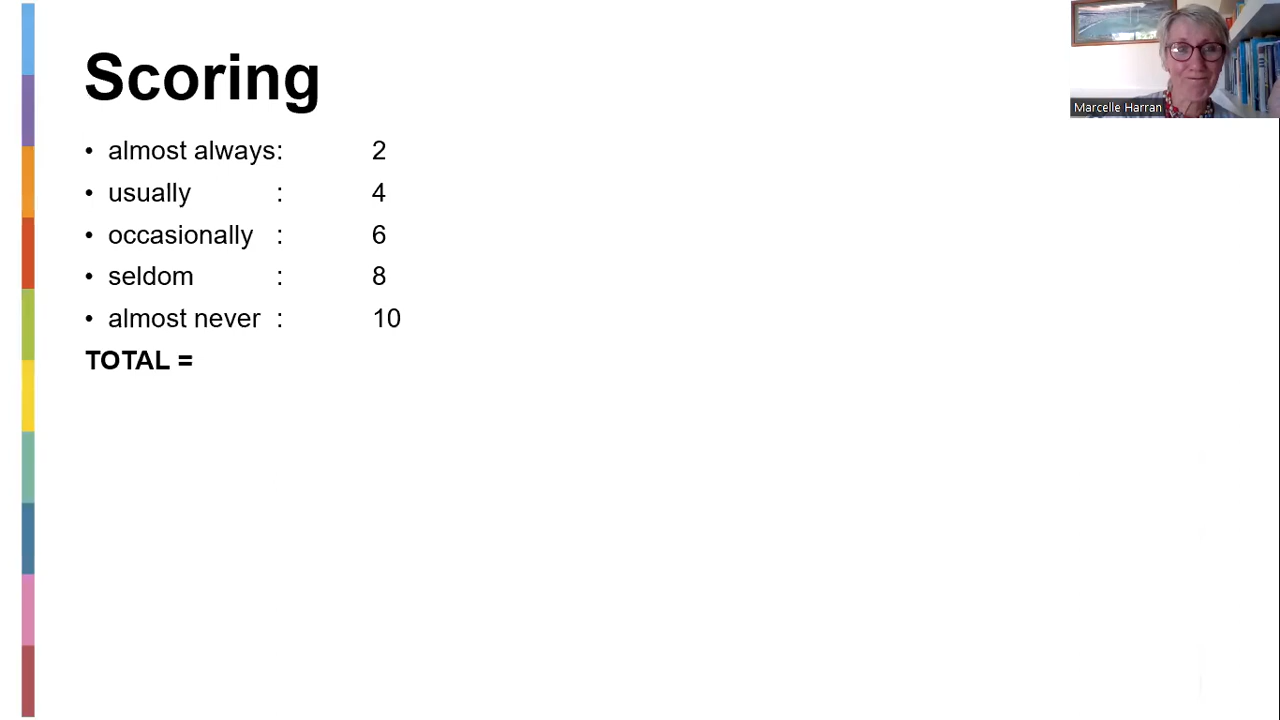 Scoring
• almost always: 2
• usually : 4
• occasionally : 6
• seldom : 8
• almost never : 10
TOTAL =
Marcelle Harran